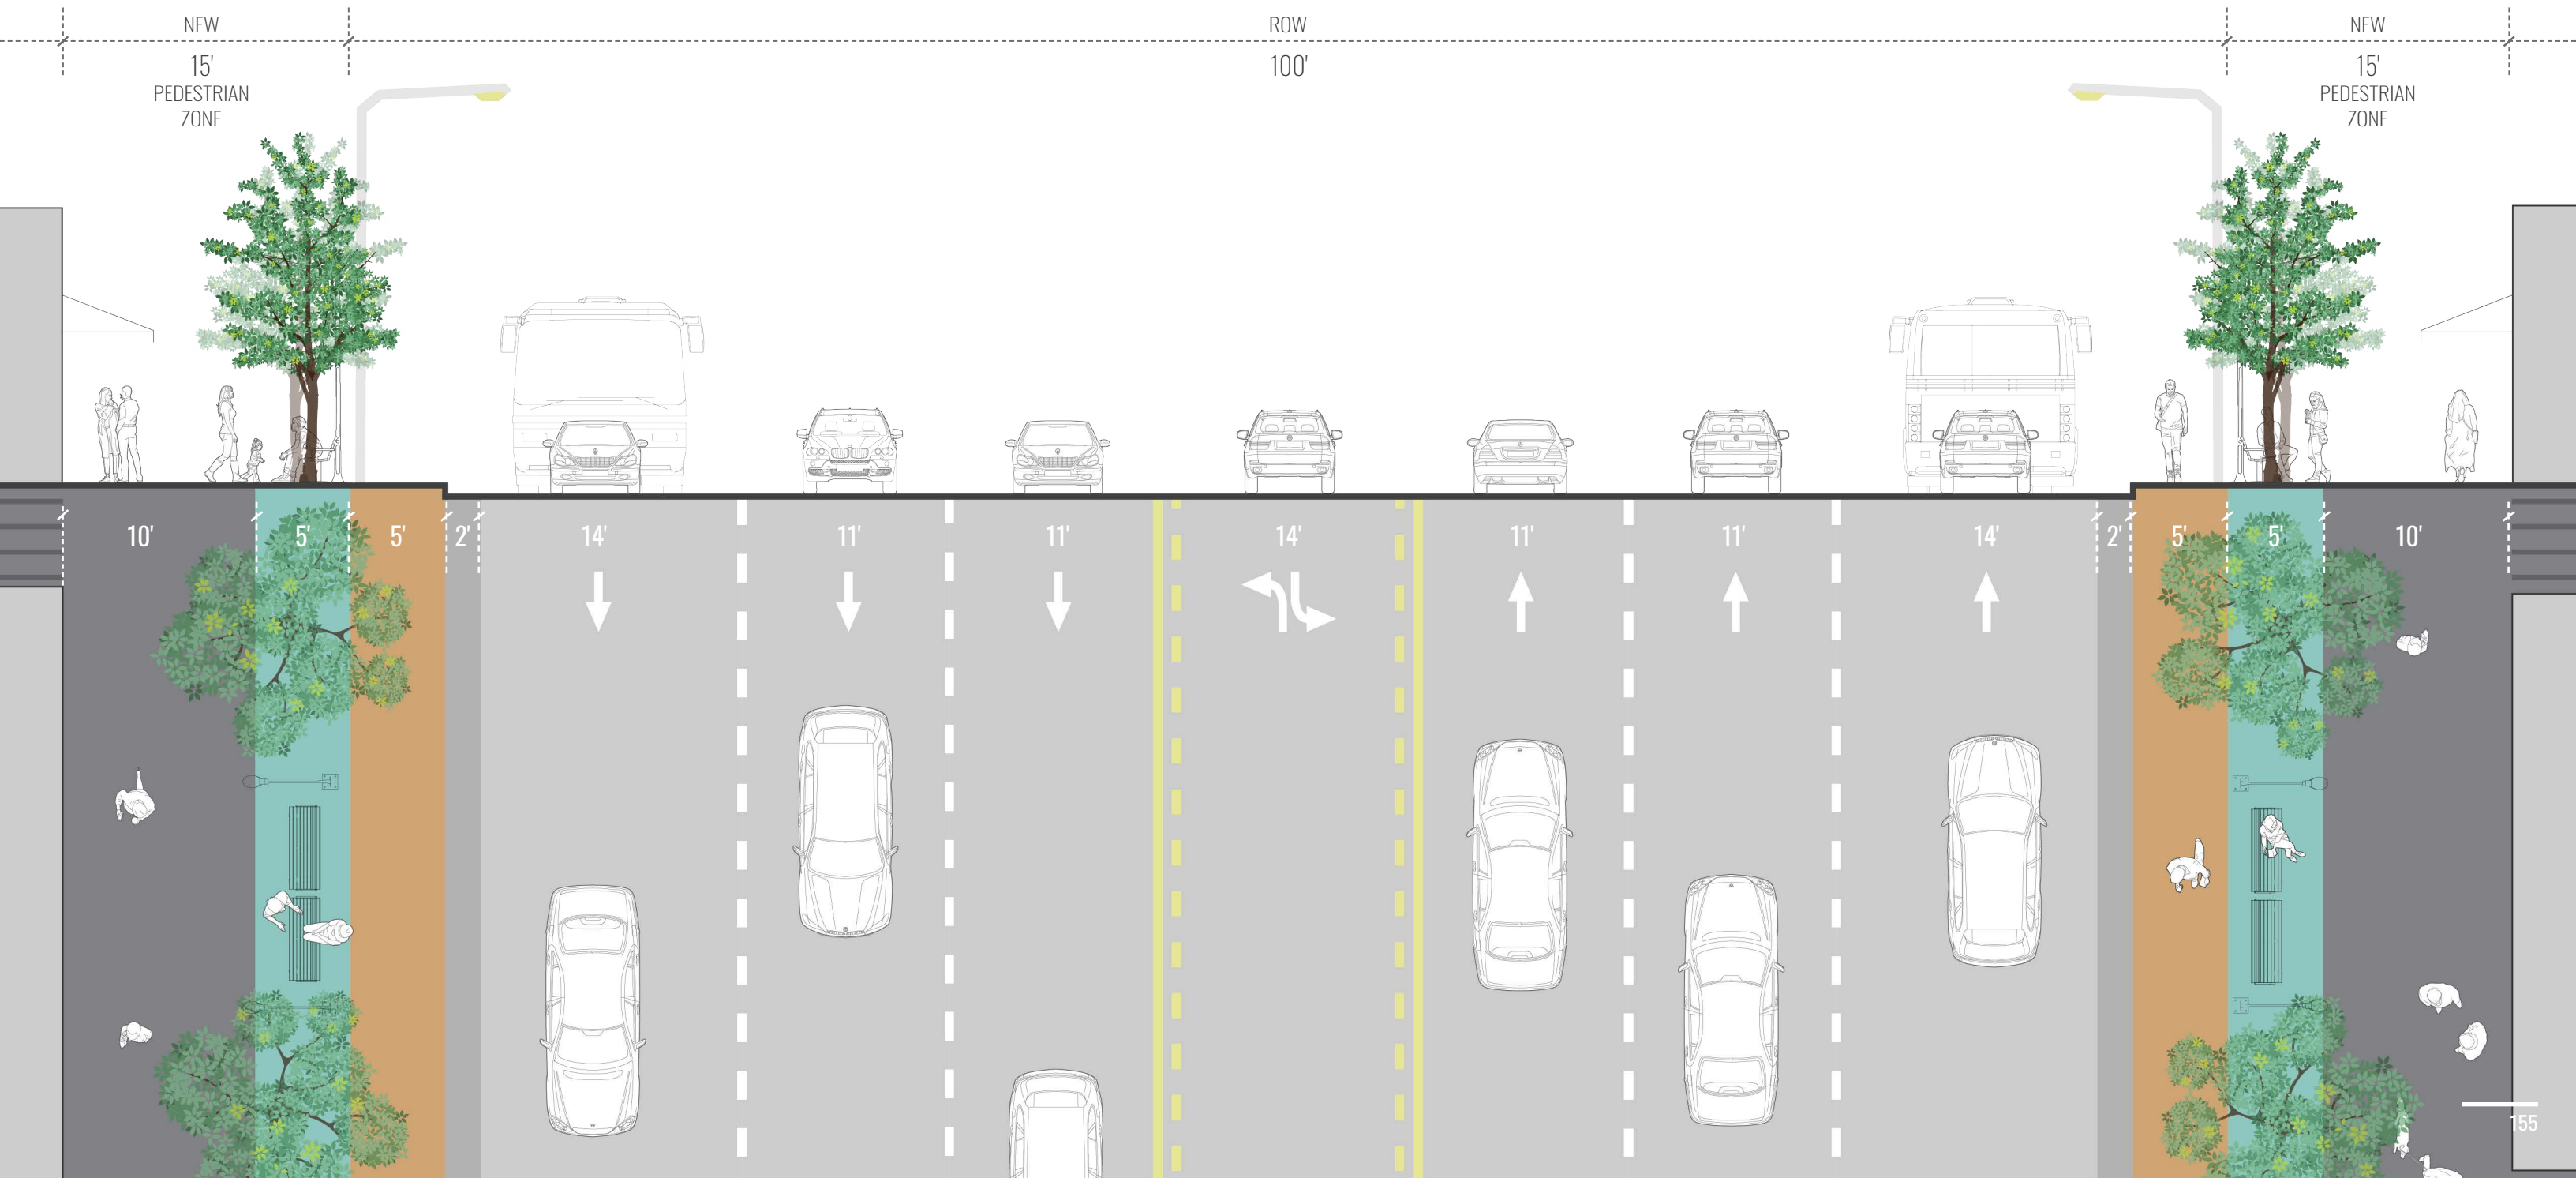 NEW
15'
PEDESTRIAN
ZONE
ROW
100'
NEW
15'
PEDESTRIAN
ZONE
10' 5' 5' 2' 14' 11' 11' 14' 11' 11' 14' 2' 5' 5' 10'
155